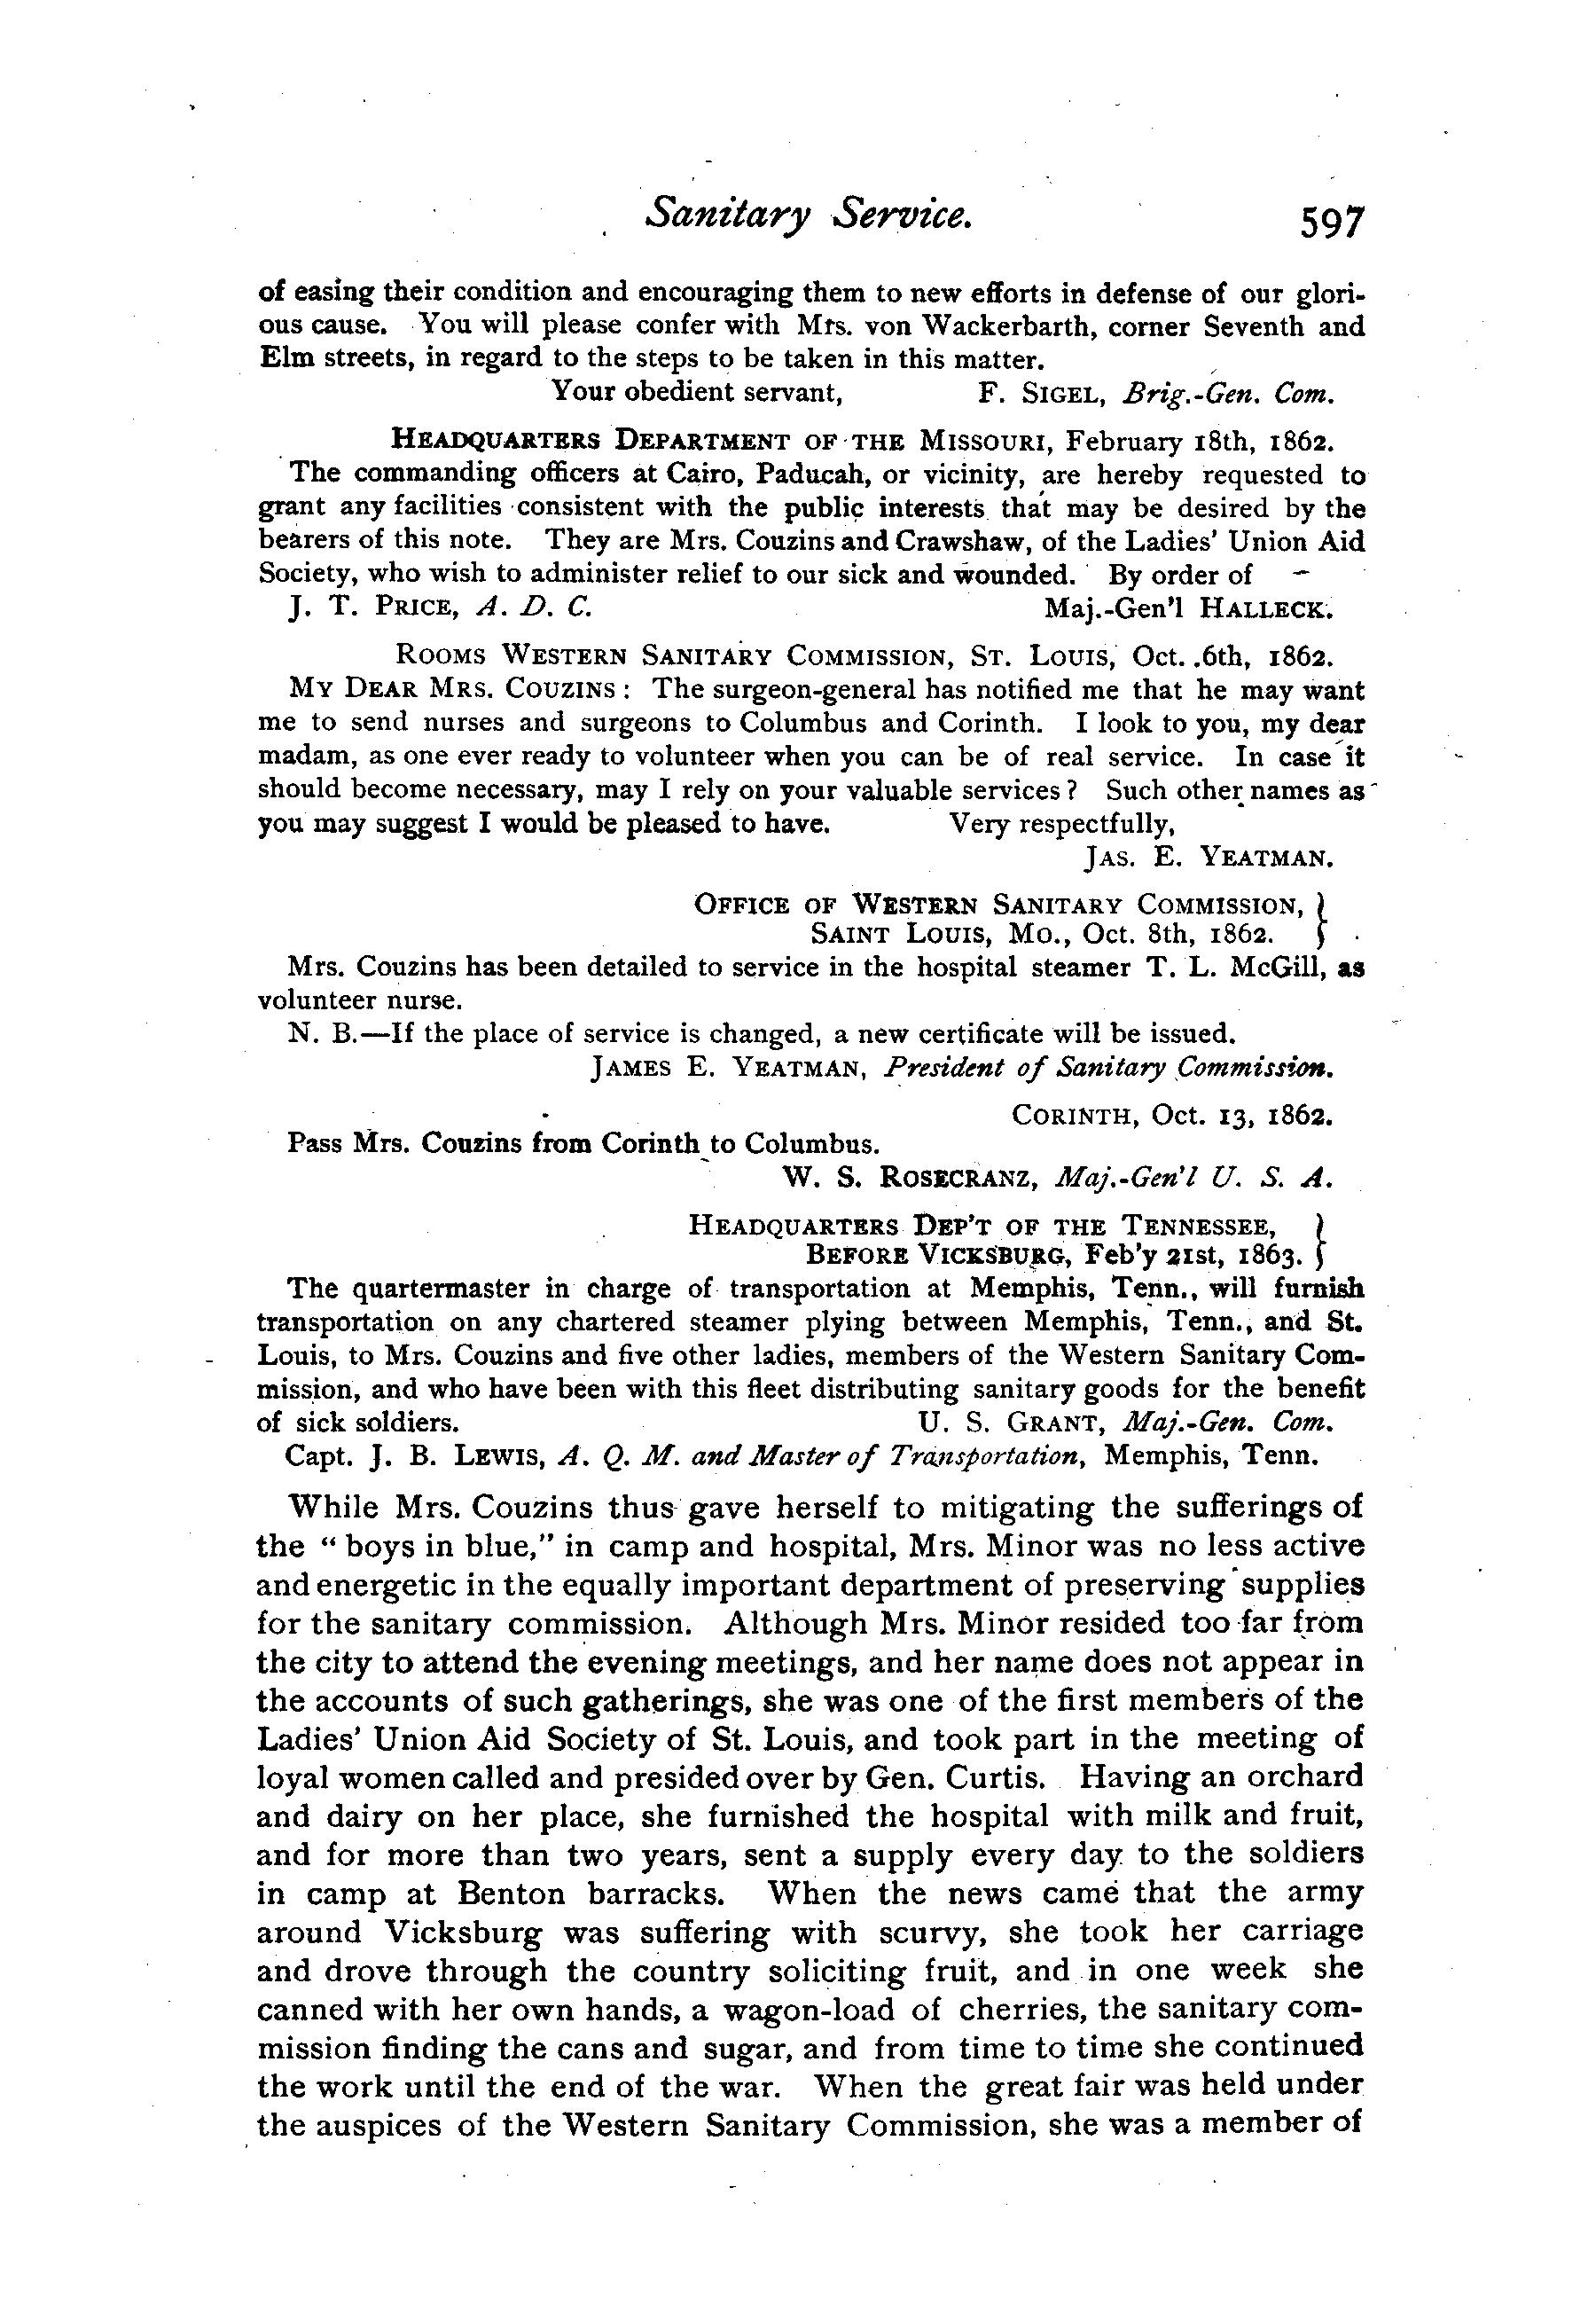 Sanitary Service. 597
of easing their condition and encouraging them to new efforts in defense of our glori-
ous cause. You will please confer with Mrs. von Wackerbarth, corner Seventh and
Elm streets, in regard to the steps to be taken in this matter.
Your obedient servant, F. SIGEL, Brig.-Gen. Com.
HEADQUARTERS DEPARTMENT OF THE MISSOURI, February 18th, 1862.
The commanding officers at Cairo, Paducah, or vicinity, are hereby requested to
grant any facilities consistent with the public interests that may be desired by the
bearers of this note. They are Mrs. Couzins and Crawshaw, of the Ladies' Union Aid
Society, who wish to administer relief to our sick and wounded. By order of
J. T. PRICE, A. D. C. Maj.-Gen'l HALLECK.
ROOMS WESTERN SANITARY COMMISSION, ST. LOUIS, Oct. 6th, 1862.
MY DEAR MRS. COUZINS: The surgeon-general has notified me that he may want
me to send nurses and surgeons to Columbus and Corinth. I look to you, my dear
madam, as one ever ready to volunteer when you can be of real service. In case it
should become necessary, may I rely on your valuable services? Such other names as
you may suggest I would be pleased to have. Very respectfully,
JAS. E. YEATMAN.
OFFICE OF WESTERN SANITARY COMMISSION, }
SAINT LOUIS, MO., Oct. 8th, 1862. }
Mrs. Couzins has been detailed to service in the hospital steamer T. L. McGill, as
volunteer nurse.
N. B.—If the place of service is changed, a new certificate will be issued.
JAMES E. YEATMAN, President of Sanitary Commission.
CORINTH, Oct. 13, 1862.
Pass Mrs. Couzins from Corinth to Columbus.
W. S. ROSECRANZ, Maj.-Gen'l U. S. A.
HEADQUARTERS DEP'T OF THE TENNESSEE, }
BEFORE VICKSBURG, Feb'y 21st, 1863. }
The quartermaster in charge of transportation at Memphis, Tenn., will furnish
transportation on any chartered steamer plying between Memphis, Tenn., and St.
Louis, to Mrs. Couzins and five other ladies, members of the Western Sanitary Com-
mission, and who have been with this fleet distributing sanitary goods for the benefit
of sick soldiers. U. S. GRANT, Maj.-Gen. Com.
Capt. J. B. LEWIS, A. Q. M. and Master of Transportation, Memphis, Tenn.
While Mrs. Couzins thus gave herself to mitigating the sufferings of
the "boys in blue," in camp and hospital, Mrs. Minor was no less active
and energetic in the equally important department of preserving supplies
for the sanitary commission. Although Mrs. Minor resided too far from
the city to attend the evening meetings, and her name does not appear in
the accounts of such gatherings, she was one of the first members of the
Ladies' Union Aid Society of St. Louis, and took part in the meeting of
loyal women called and presided over by Gen. Curtis. Having an orchard
and dairy on her place, she furnished the hospital with milk and fruit,
and for more than two years, sent a supply every day to the soldiers
in camp at Benton barracks. When the news came that the army
around Vicksburg was suffering with scurvy, she took her carriage
and drove through the country soliciting fruit, and in one week she
canned with her own hands, a wagon-load of cherries, the sanitary com-
mission finding the cans and sugar, and from time to time she continued
the work until the end of the war. When the great fair was held under
the auspices of the Western Sanitary Commission, she was a member of